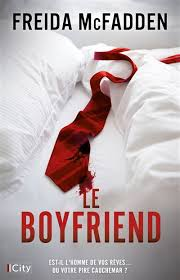 FREIDA McFADDEN
LE
BOYFRIEND
City
EST-IL L'HOMME DE VOS RÊVES...
OU VOTRE PIRE CAUCHEMAR ?